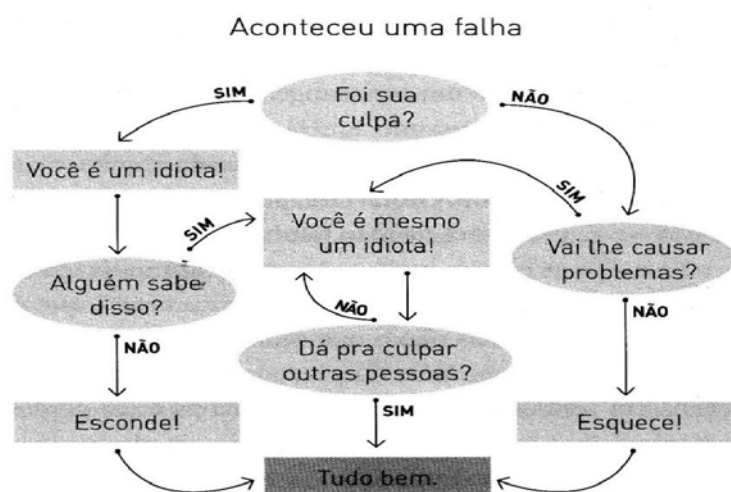 Aconteceu uma falha
Foi sua
culpa?
SIM
NÃO
Você é um idiota!
Você é mesmo
um idiota!
SIM
SIM
Alguém sabe
disso?
Vai lhe causar
problemas?
NÃO
NÃO
NÃO
Dá pra culpar
outras pessoas?
Esconde!
SIM
Esquece!
Tudo bem.